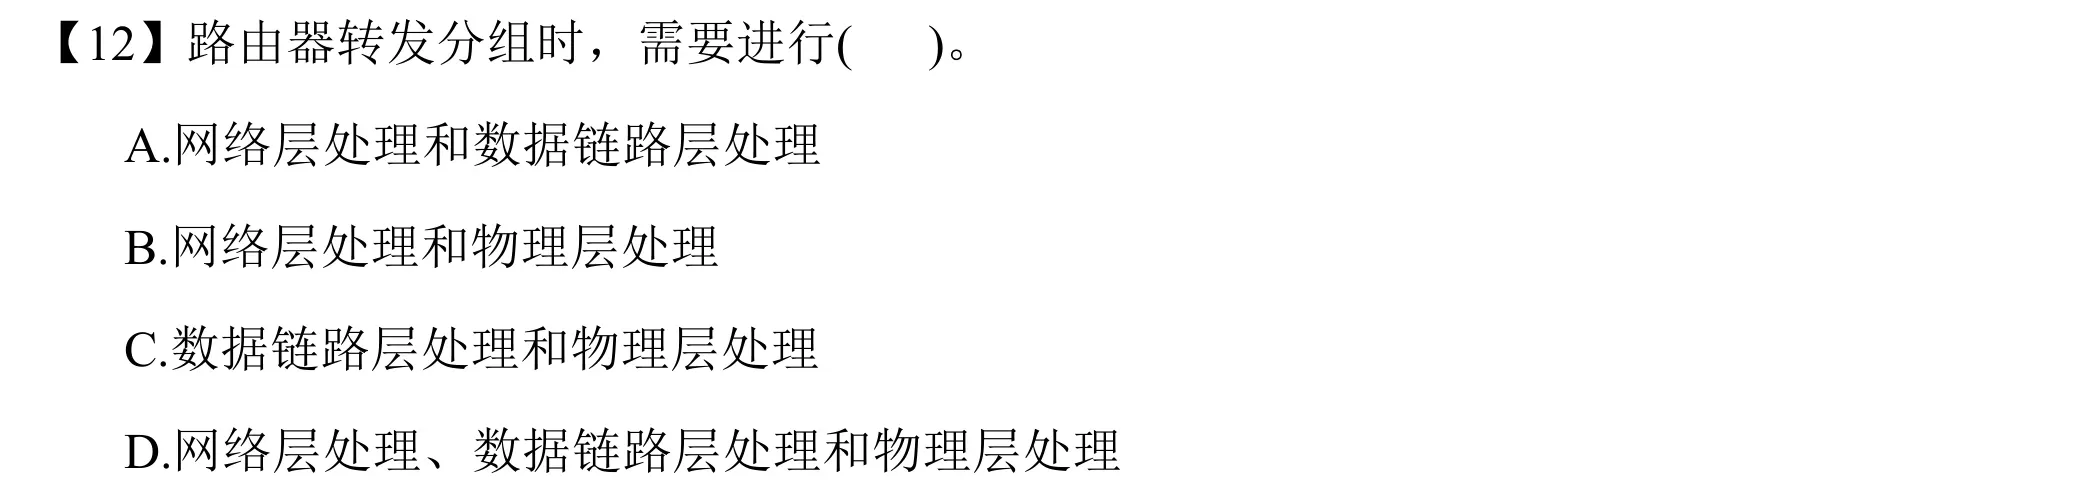 【12】路由器转发分组时，需要进行(　　)。
A.网络层处理和数据链路层处理
B.网络层处理和物理层处理
C.数据链路层处理和物理层处理
D.网络层处理、数据链路层处理和物理层处理